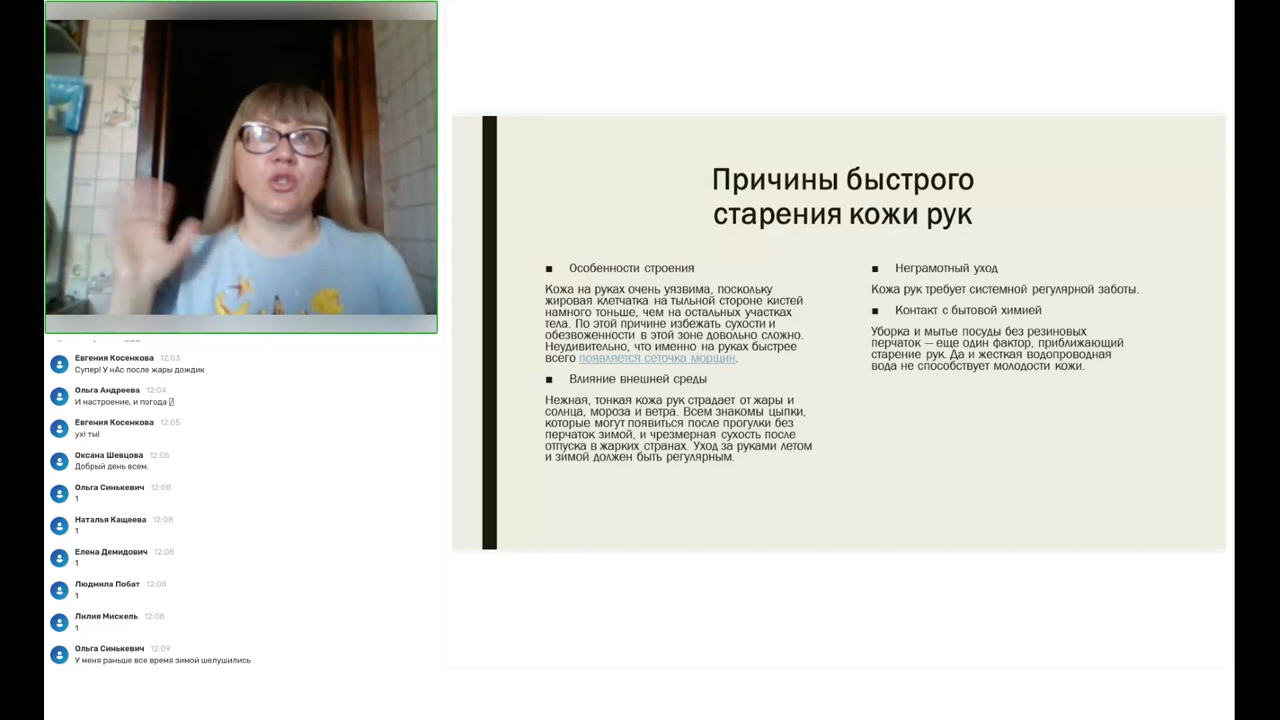 Евгения Косенкова 12:03
Супер! У нАс после жары дождик
Ольга Андреева 12:04
И настроение, и погода
Евгения Косенкова 12:05
ух! ты!
Оксана Шевцова 12:05
Добрый день всем.
Ольга Синькевич 12:08
1
Наталья Кащеева 12:08
1
Елена Демидович 12:08
1
Людмила Побат 12:08
1
Лилия Мискель 12:08
1
Ольга Синькевич 12:09
У меня раньше все время зимой шелушились
Причины быстрого
старения кожи рук
■ Особенности строения
Кожа на руках очень уязвима, поскольку
жировая клетчатка на тыльной стороне кистей
намного тоньше, чем на остальных участках
тела. По этой причине избежать сухости и
обезвоженности в этой зоне довольно сложно.
Неудивительно, что именно на руках быстрее
всего появляется сеточка морщин.
■ Влияние внешней среды
Нежная, тонкая кожа рук страдает от жары и
солнца, мороза и ветра. Всем знакомы цыпки,
которые могут появиться после прогулки без
перчаток зимой, и чрезмерная сухость после
отпуска в жарких странах. Уход за руками летом
и зимой должен быть регулярным.
■ Неграмотный уход
Кожа рук требует системной регулярной заботы.
■ Контакт с бытовой химией
Уборка и мытье посуды без резиновых
перчаток — еще один фактор, приближающий
старение рук. Да и жесткая водопроводная
вода не способствует молодости кожи.